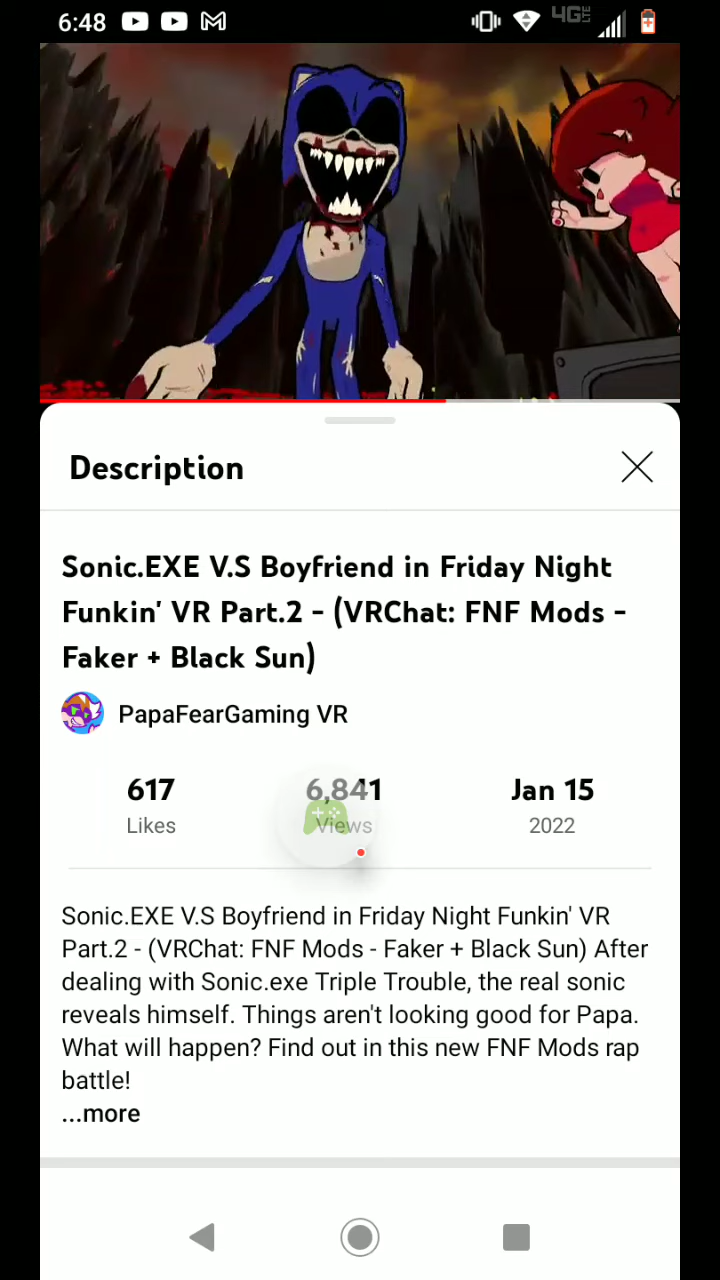 6:48
4G LTE
Description
Sonic.EXE V.S Boyfriend in Friday Night
Funkin' VR Part.2 - (VRChat: FNF Mods -
Faker + Black Sun)
PapaFearGaming VR
617
6,841
Jan 15
Likes
Views
2022
Sonic.EXE V.S Boyfriend in Friday Night Funkin' VR
Part.2 - (VRChat: FNF Mods - Faker + Black Sun) After
dealing with Sonic.exe Triple Trouble, the real sonic
reveals himself. Things aren't looking good for Papa.
What will happen? Find out in this new FNF Mods rap
battle!
...more